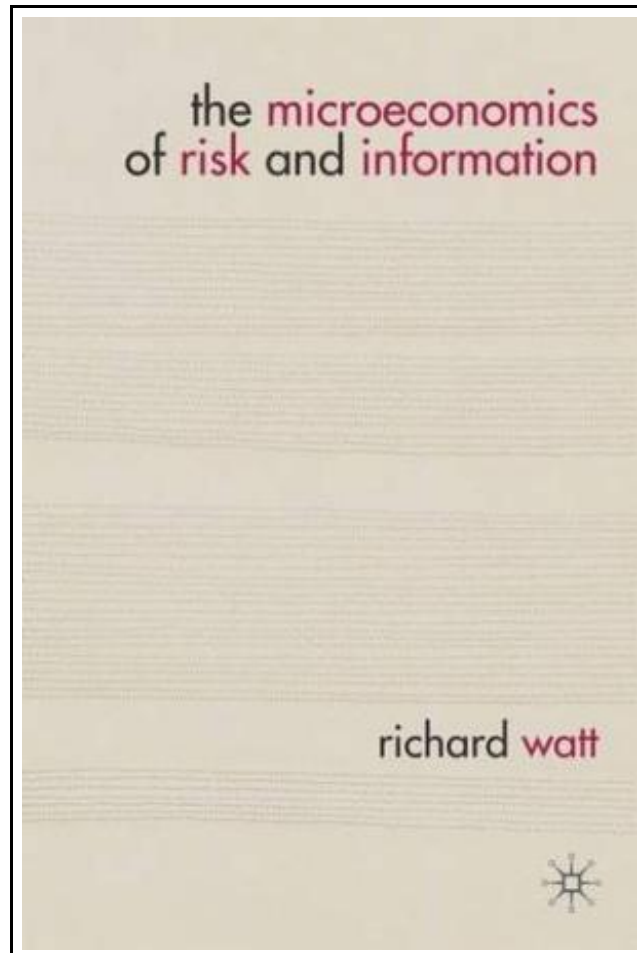 the microeconomics
of risk and information
richard watt